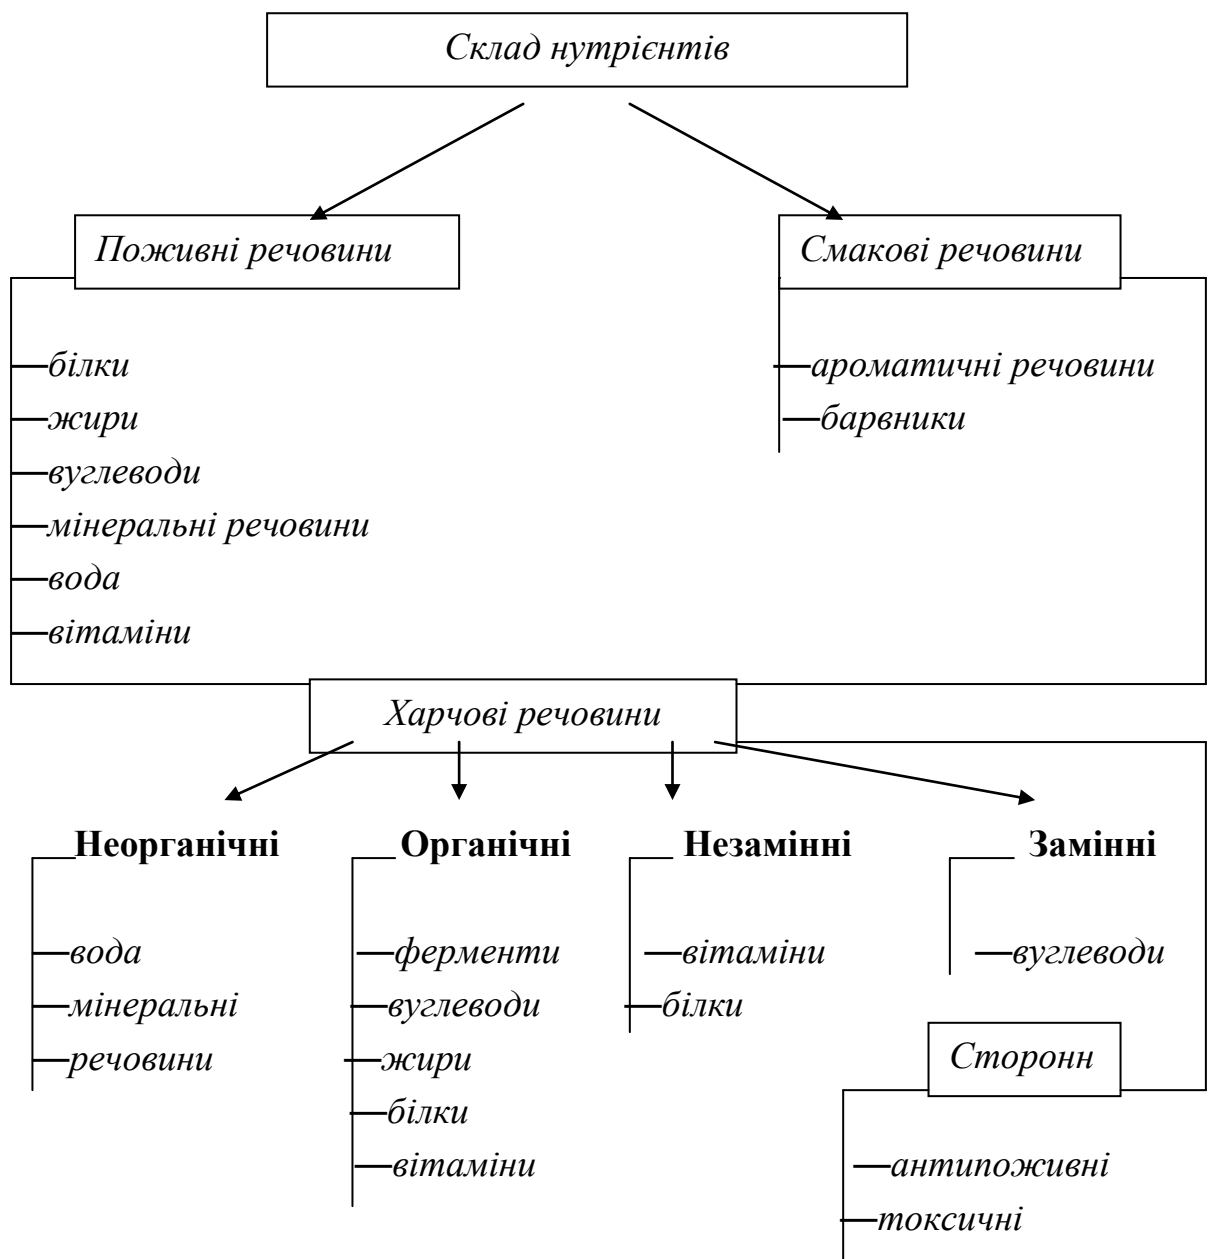 Склад нутрієнтів
Поживні речовини
білки
жири
вуглеводи
мінеральні речовини
вода
вітаміни
Смакові речовини
ароматичні речовини
барвники
Харчові речовини
Неорганічні
вода
мінеральні
речовини
Органічні
ферменти
вуглеводи
жири
білки
вітаміни
Незамінні
вітаміни
білки
Замінні
вуглеводи
Сторонн
антипоживні
токсичні